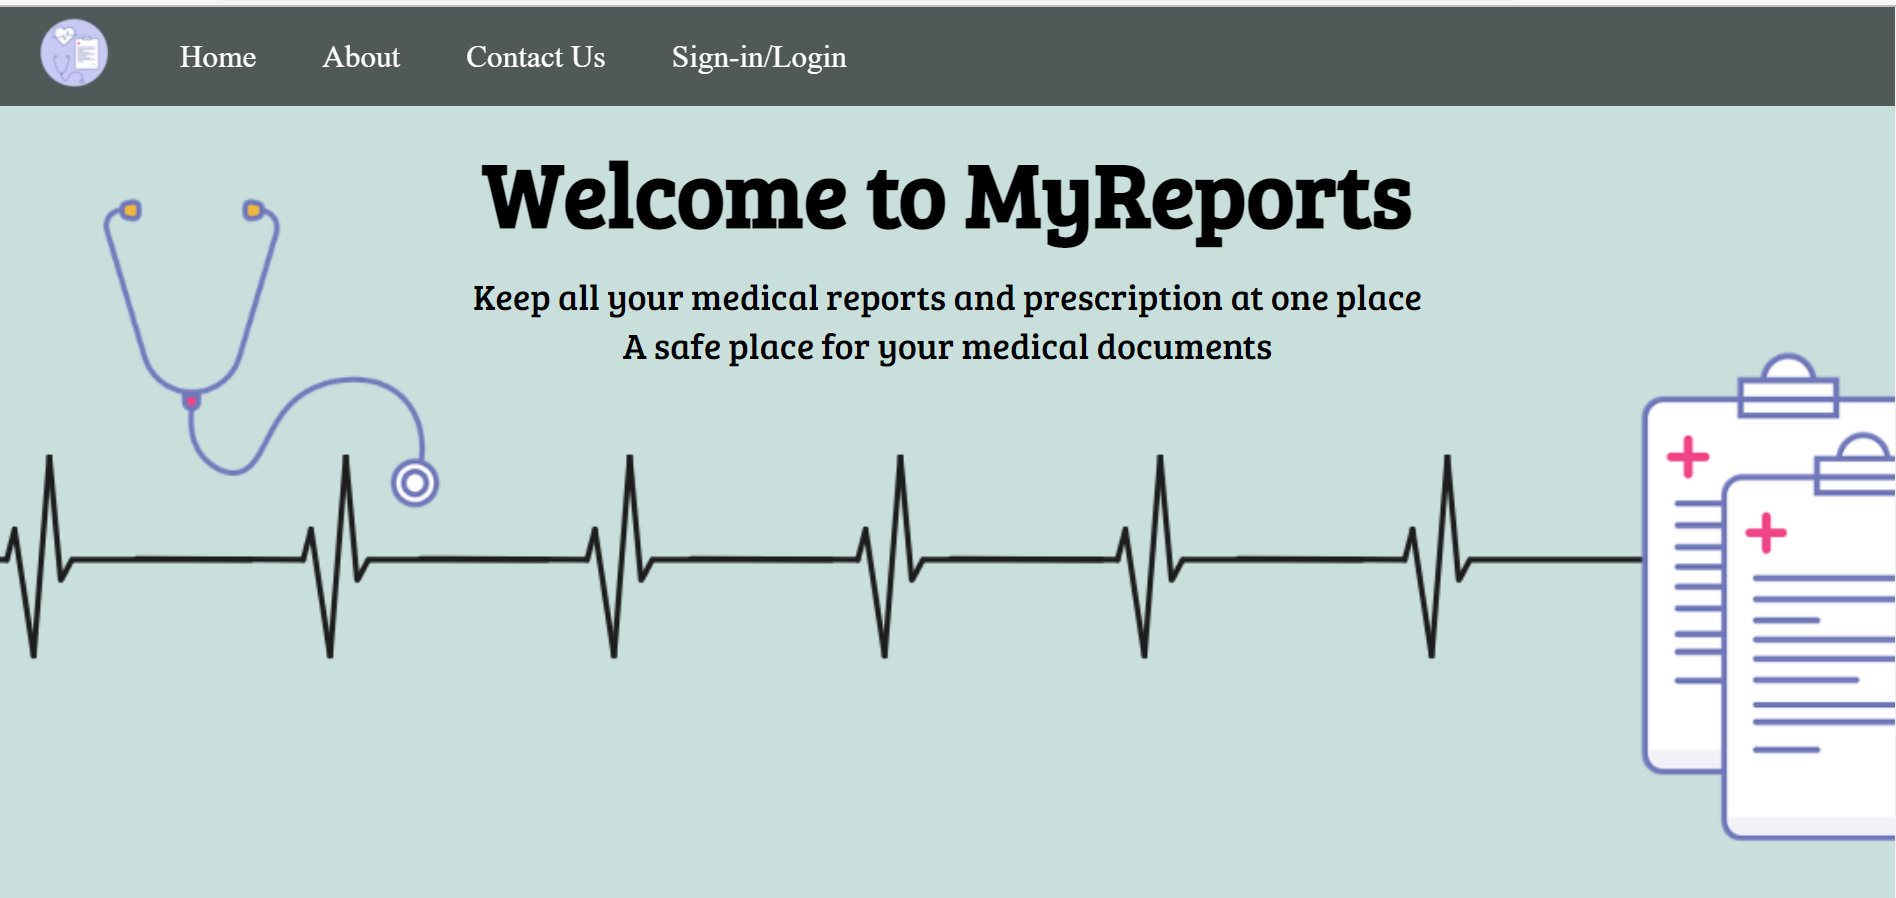 Home About Contact Us Sign-in/Login
Welcome to MyReports
Keep all your medical reports and prescription at one place
A safe place for your medical documents